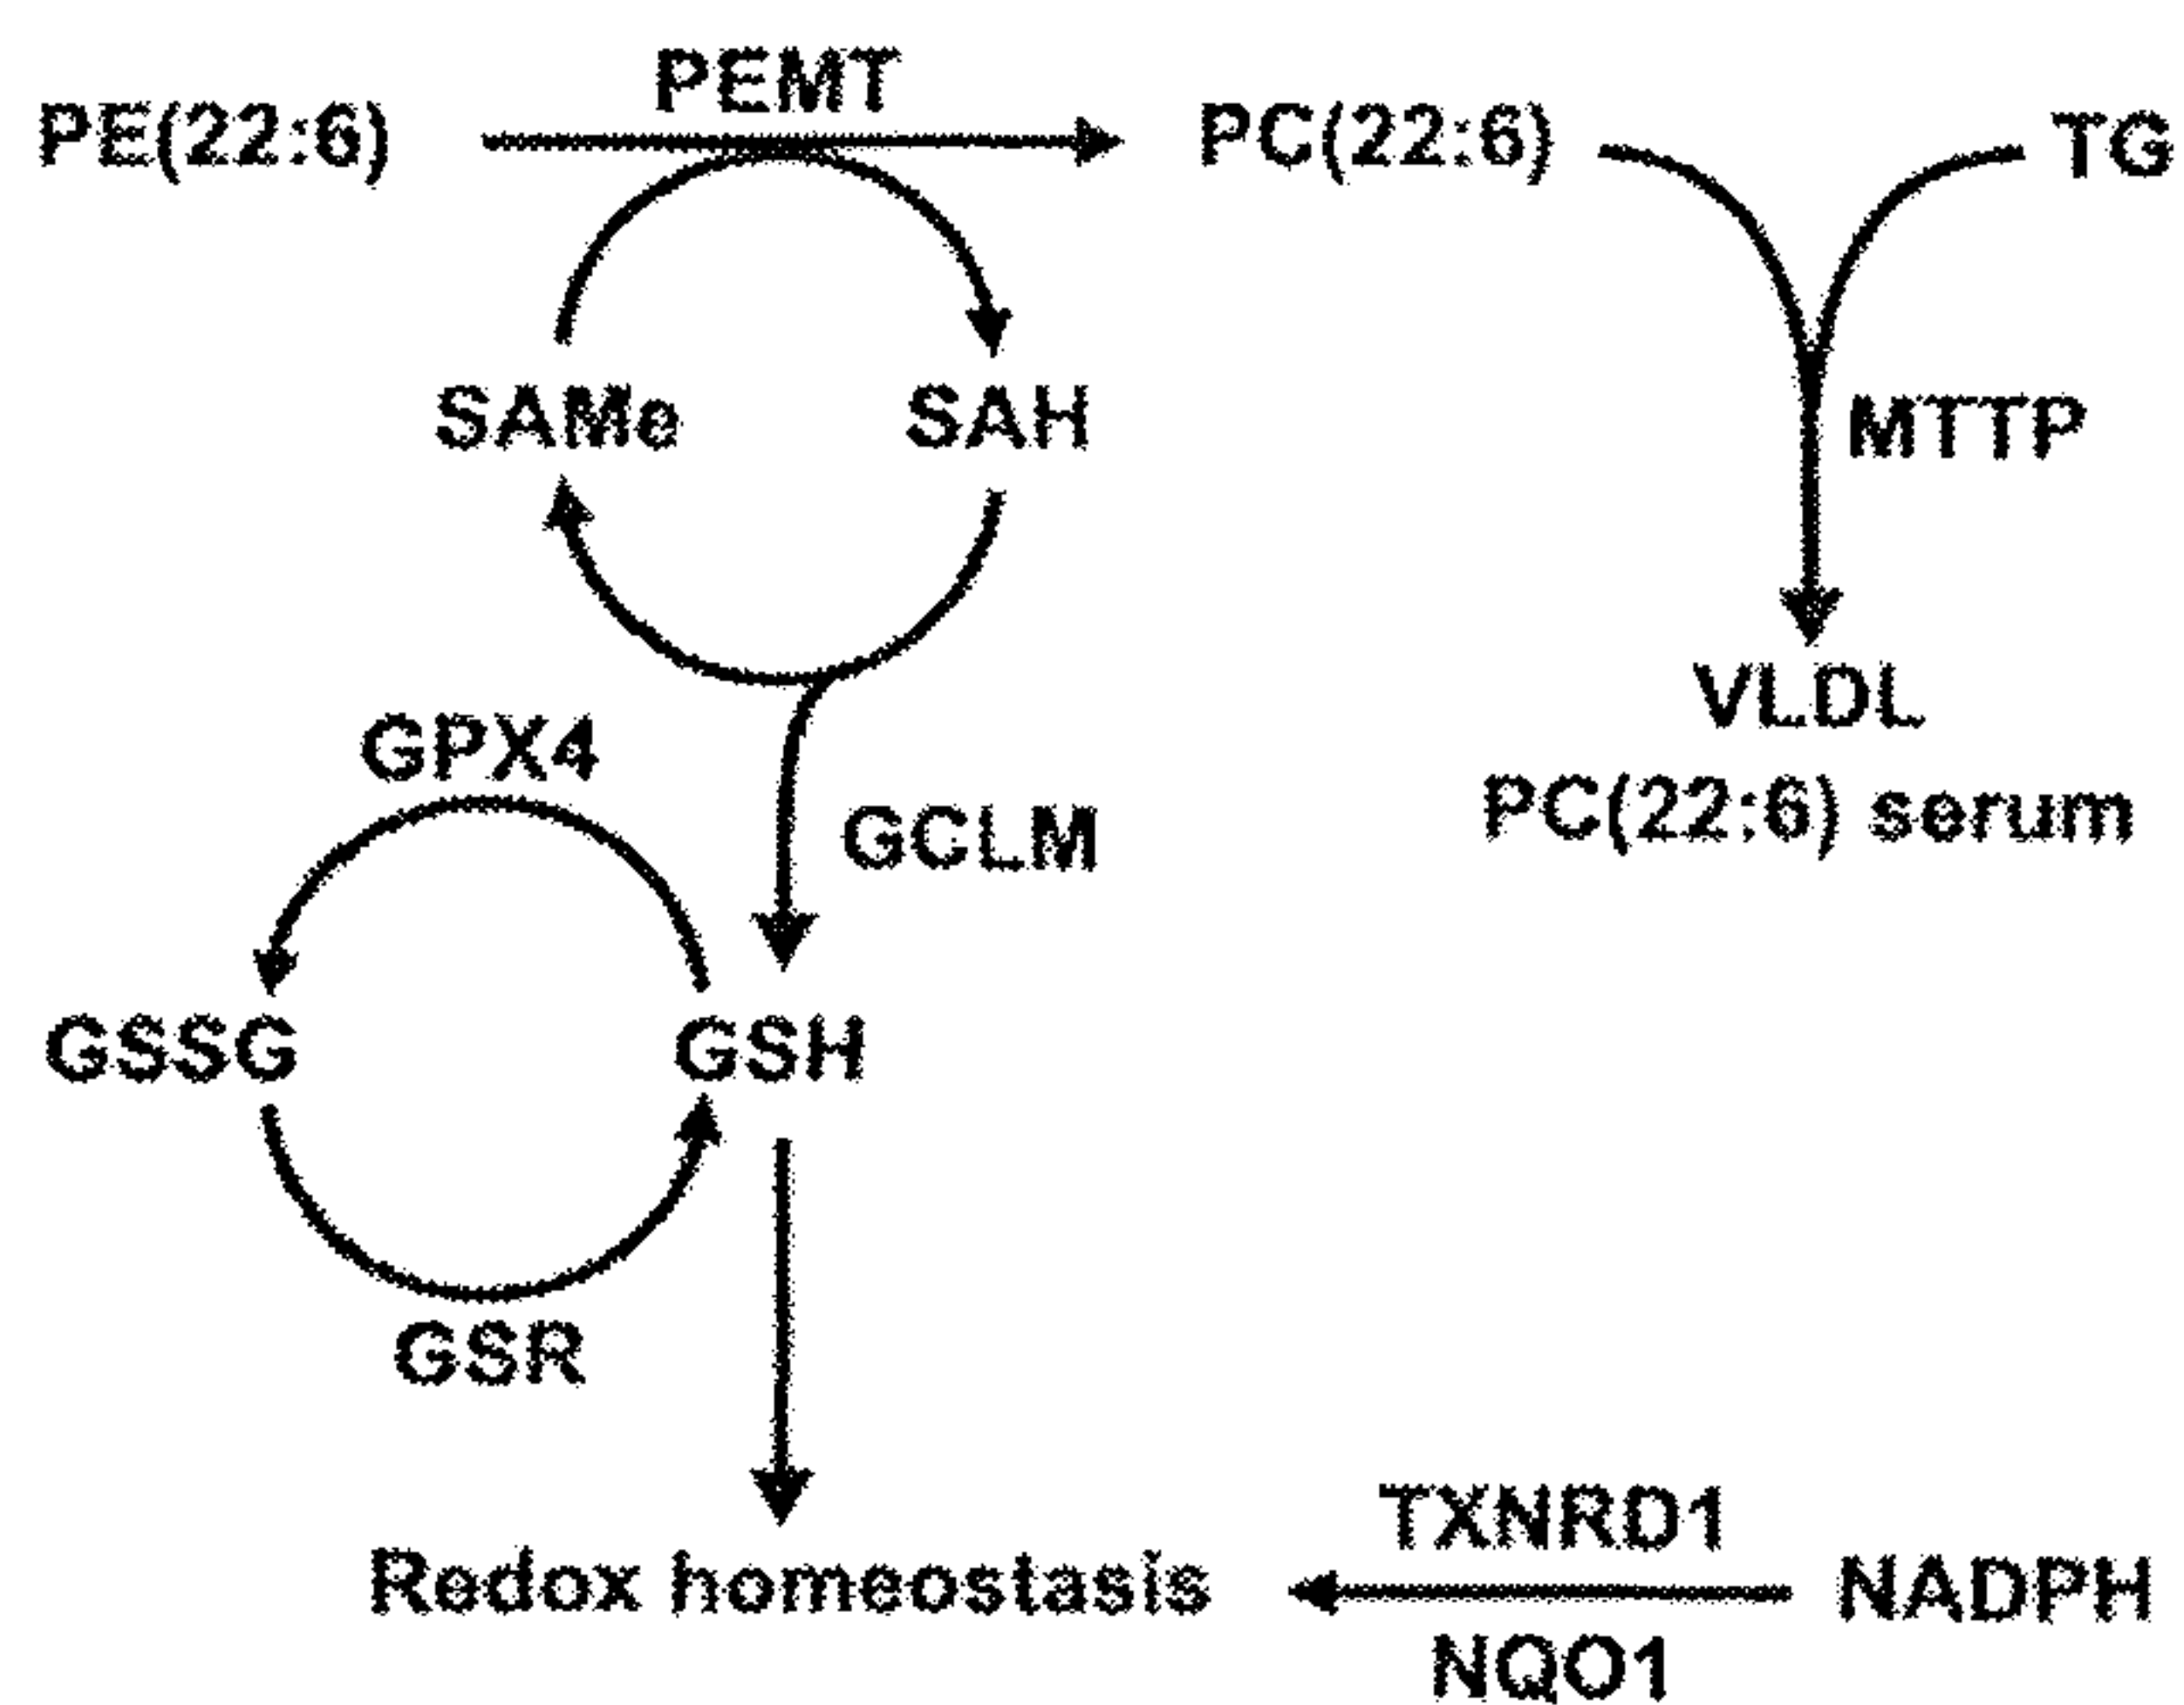 PEMT
PE(22:6)
PC(22:6)
TG
SAMe
SAH
MTTP
VLDL
PC(22:6) serum
GPX4
GCLM
GSSG
GSH
GSR
TXNRD1
Redox homeostasis
NADPH
NQO1